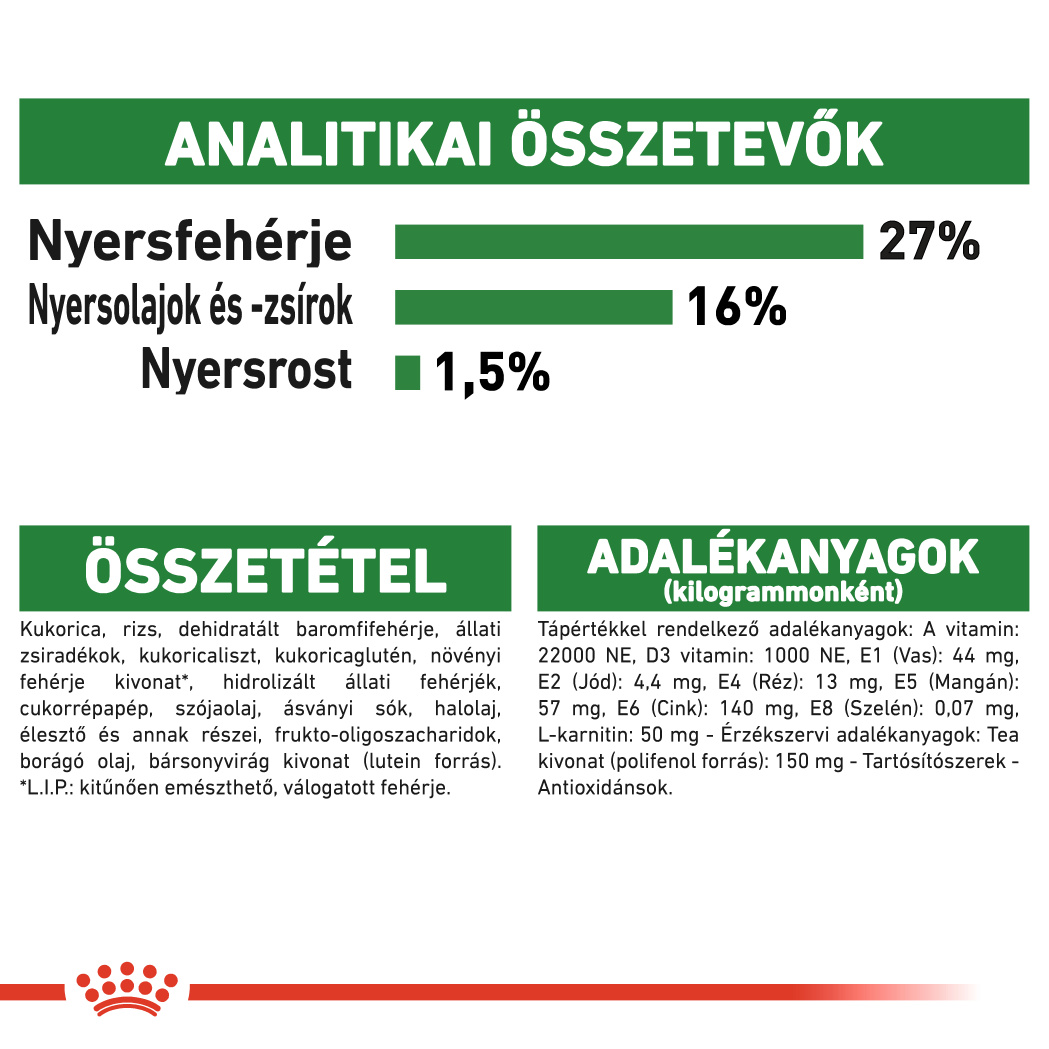 ANALITIKAI ÖSSZETEVŐK
Nyersfehérje 27%
Nyersolajok és -zsírok 16%
Nyersrost 1,5%
ÖSSZETÉTEL
Kukorica, rizs, dehidratált baromfifehérje, állati
zsiradékok, kukoricaliszt, kukoricaglutén, növényi
fehérje kivonat*, hidrolizált állati fehérjék,
cukorrépapép, szójaolaj, ásványi sók, halolaj,
élesztő és annak részei, frukto-oligoszacharidok,
borágó olaj, bársonyvirág kivonat (lutein forrás).
*L.I.P.: kitűnően emészthető, válogatott fehérje.
ADALÉKANYAGOK
(kilogrammonként)
Tápértékkel rendelkező adalékanyagok: A vitamin:
22000 NE, D3 vitamin: 1000 NE, E1 (Vas): 44 mg,
E2 (Jód): 4,4 mg, E4 (Réz): 13 mg, E5 (Mangán):
57 mg, E6 (Cink): 140 mg, E8 (Szelén): 0,07 mg,
L-karnitin: 50 mg - Érzékszervi adalékanyagok: Tea
kivonat (polifenol forrás): 150 mg - Tartósítószerek -
Antioxidánsok.